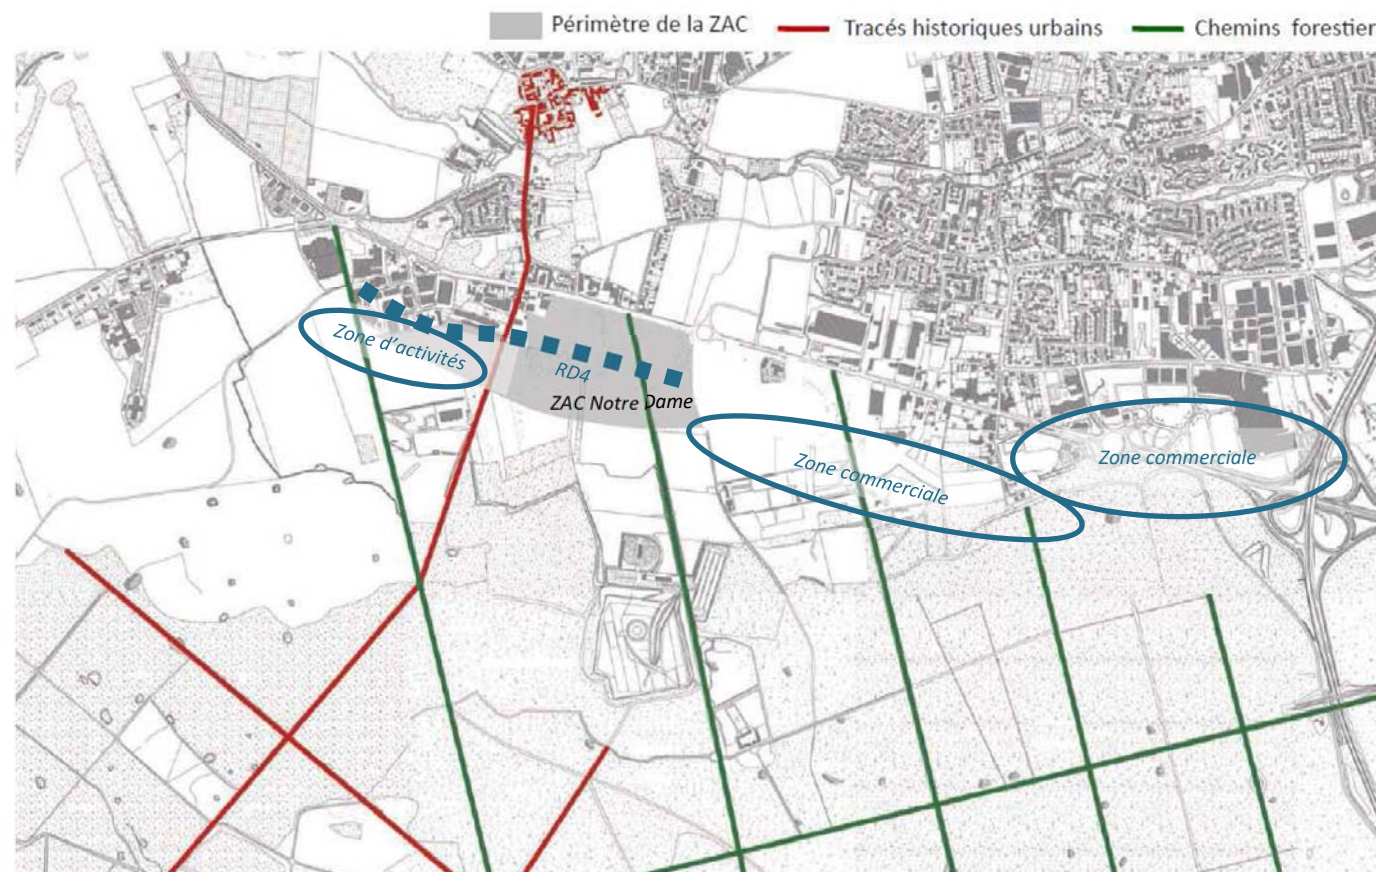 Périmètre de la ZAC
Tracés historiques urbains
Chemins forestier
Zone d'activités
RD4
ZAC Notre Dame
Zone commerciale
Zone commerciale